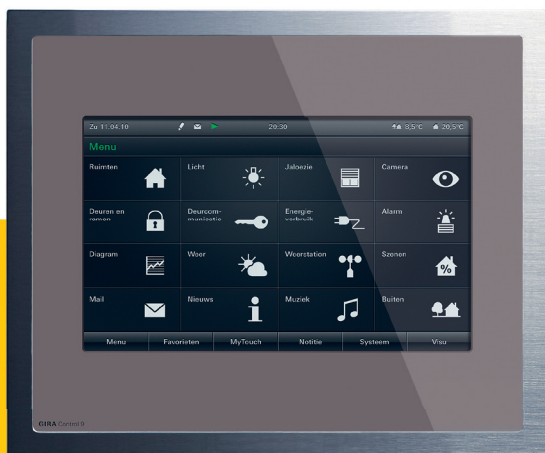 Zu 11.04.10 20:30 8,5°C 20,5°C
Menu
Ruimten Licht Jaloezie Camera
Deuren en Deurcom- Energie- Alarm
ramen municatie verbruik
Diagram Weer Weerstation Szenen
Mail Nieuws Muziek Buiten
Menu Favorieten MyTouch Notitie Systeem Visu
GIRA Control 9